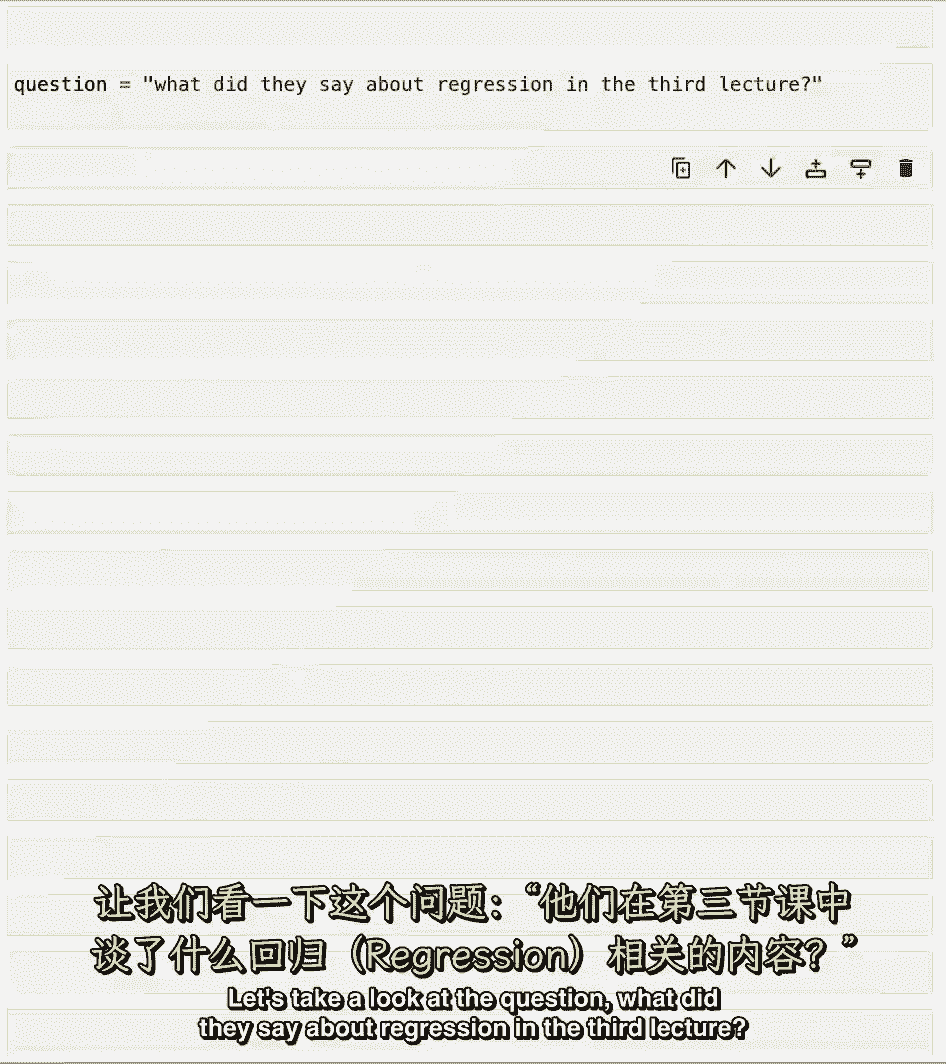 question = "what did they say about regression in the third lecture?"
让我们看一下这个问题：“他们在第三节课中
谈了什么回归（Regression）相关的内容？”
Let's take a look at the question, what did
they say about regression in the third lecture?